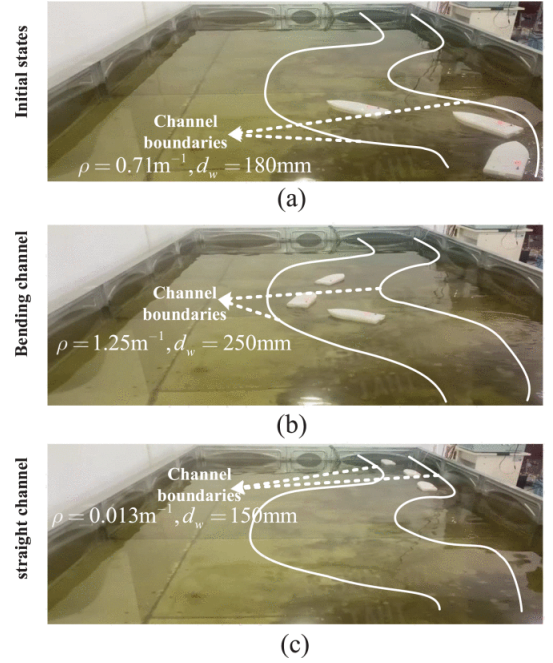 Initial states
Channel
boundaries
ρ = 0.71m⁻¹, d_w = 180mm
(a)
Bending channel
Channel
boundaries
ρ = 1.25m⁻¹, d_w = 250mm
(b)
straight channel
Channel
boundaries
ρ = 0.013m⁻¹, d_w = 150mm
(c)